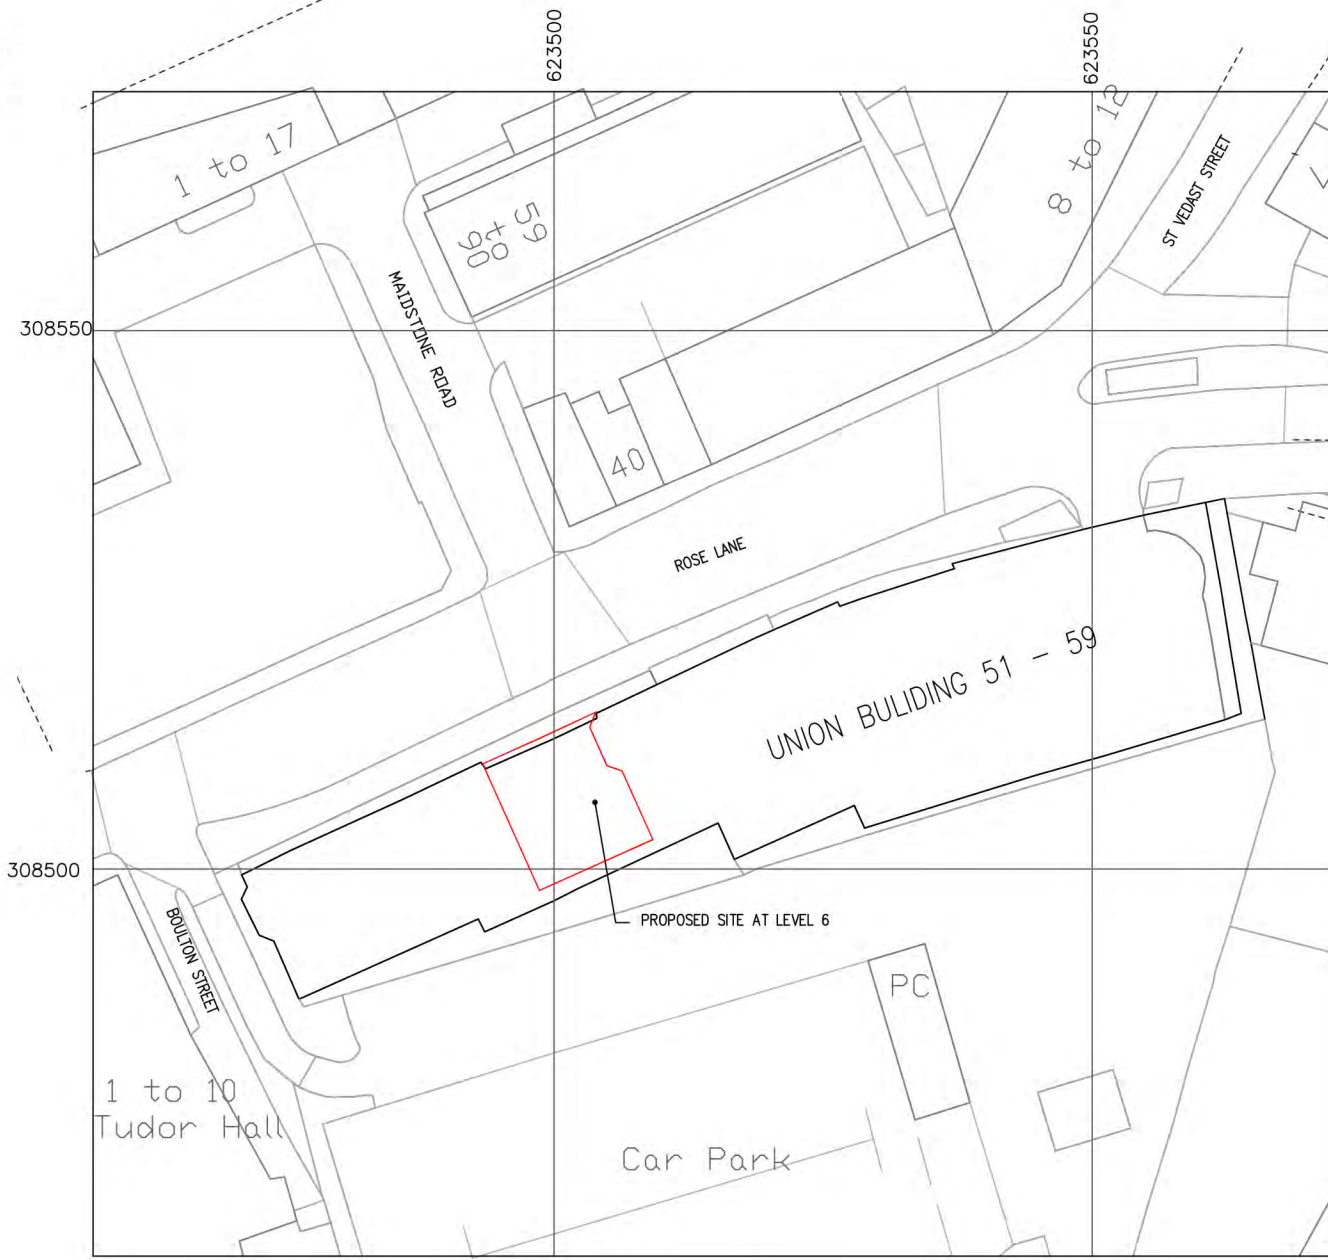 623500
623550
1 to 17
8 to 12
ST VEDAST STREET
59
to
90
MAIDSTONE ROAD
308550
40
ROSE LANE
UNION BULIDING 51 - 59
308500
BOULTON STREET
PROPOSED SITE AT LEVEL 6
PC
1 to 10
Tudor Hall
Car Park